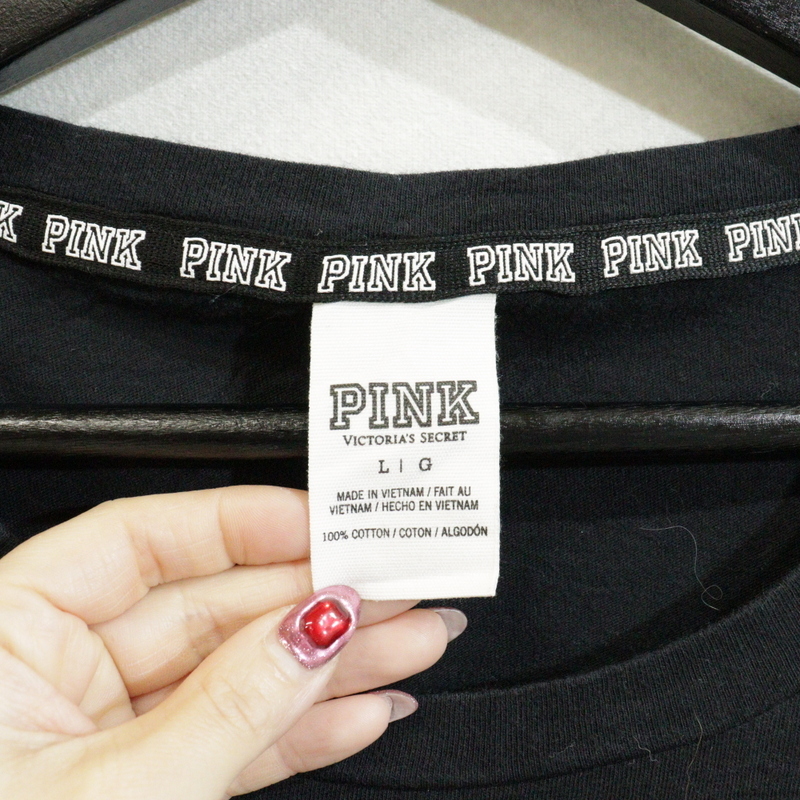 K PINK PINK PINK PINK PINK PINK
PINK
VICTORIA'S SECRET
L | G
MADE IN VIETNAM / FAIT AU
VIETNAM / HECHO EN VIETNAM
100% COTTON / COTON / ALGODÓN